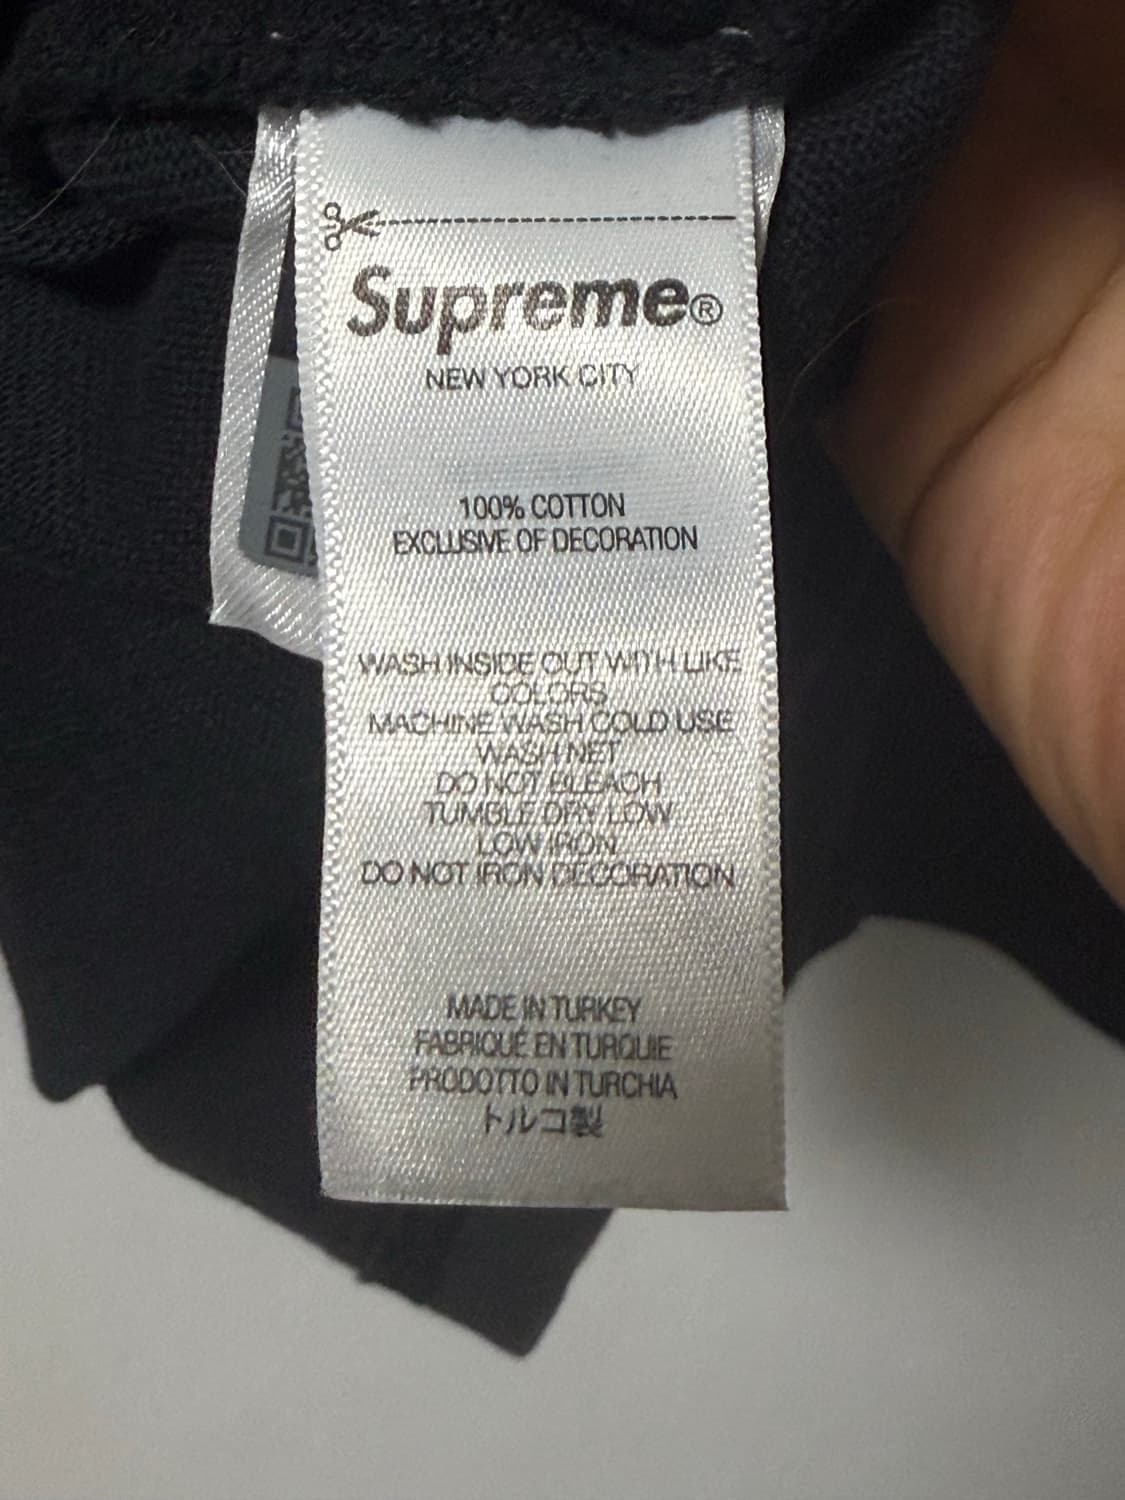 Supreme®
NEW YORK CITY
100% COTTON
EXCLUSIVE OF DECORATION
WASH INSIDE OUT WITH LIKE
COLORS
MACHINE WASH COLD USE
WASH NET
DO NOT BLEACH
TUMBLE DRY LOW
LOW IRON
DO NOT IRON DECORATION
MADE IN TURKEY
FABRIQUÉ EN TURQUIE
PRODOTTO IN TURCHIA
トルコ製